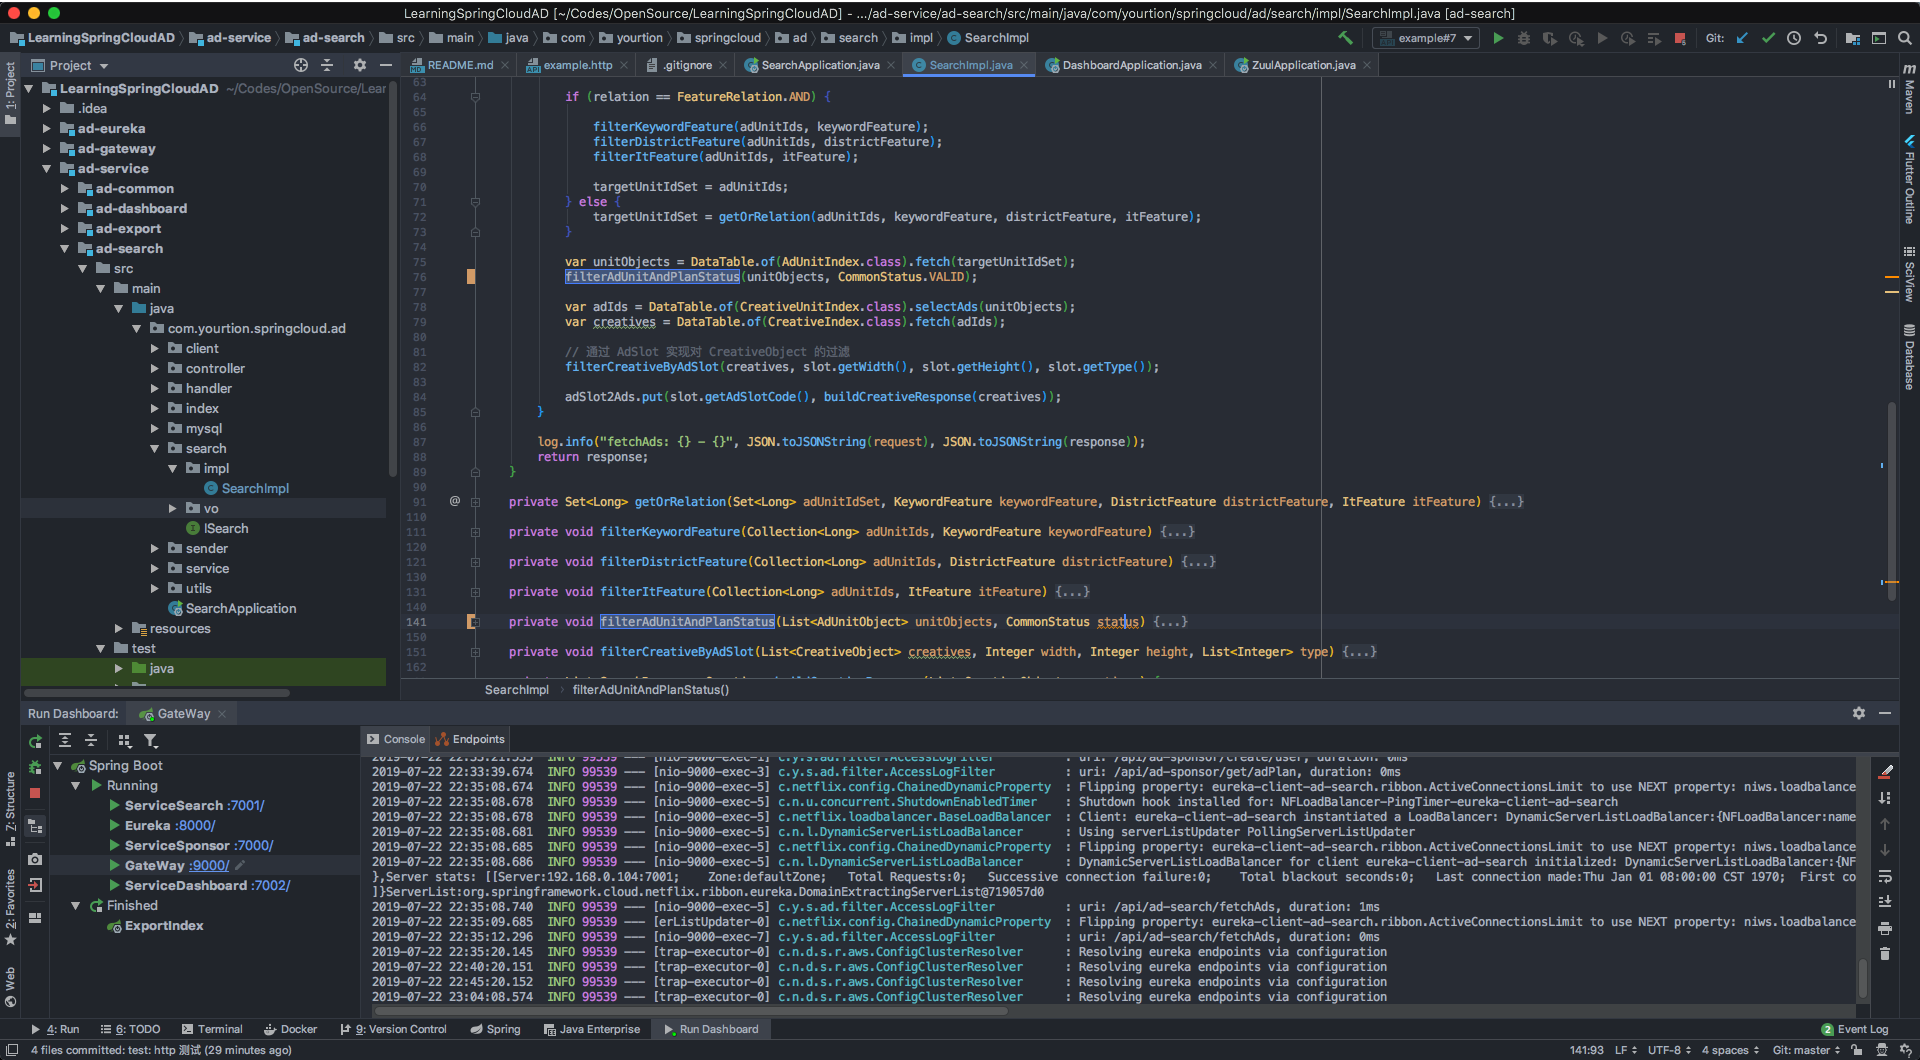 LearningSpringCloudAD [~/Codes/OpenSource/LearningSpringCloudAD] - .../ad-service/ad-search/src/main/java/com/yourtion/springcloud/ad/search/impl/SearchImpl.java [ad-search]
LearningSpringCloudAD ad-service ad-search src main java com yourtion springcloud ad search impl SearchImpl
example#7
Git:
1: Project
Project
README.md
example.http
.gitignore
SearchApplication.java
SearchImpl.java
DashboardApplication.java
ZuulApplication.java
LearningSpringCloudAD ~/Codes/OpenSource/Lear
.idea
ad-eureka
ad-gateway
ad-service
ad-common
ad-dashboard
ad-export
ad-search
src
main
java
com.yourtion.springcloud.ad
client
controller
handler
index
mysql
search
impl
SearchImpl
vo
ISearch
sender
service
utils
SearchApplication
resources
test
java
63
64 if (relation == FeatureRelation.AND) {
65
66 filterKeywordFeature(adUnitIds, keywordFeature);
67 filterDistrictFeature(adUnitIds, districtFeature);
68 filterItFeature(adUnitIds, itFeature);
69
70 targetUnitIdSet = adUnitIds;
71 } else {
72 targetUnitIdSet = getOrRelation(adUnitIds, keywordFeature, districtFeature, itFeature);
73 }
74
75 var unitObjects = DataTable.of(AdUnitIndex.class).fetch(targetUnitIdSet);
76 filterAdUnitAndPlanStatus(unitObjects, CommonStatus.VALID);
77
78 var adIds = DataTable.of(CreativeUnitIndex.class).selectAds(unitObjects);
79 var creatives = DataTable.of(CreativeIndex.class).fetch(adIds);
80
81 // 通过 AdSlot 实现对 CreativeObject 的过滤
82 filterCreativeByAdSlot(creatives, slot.getWidth(), slot.getHeight(), slot.getType());
83
84 adSlot2Ads.put(slot.getAdSlotCode(), buildCreativeResponse(creatives));
85 }
86
87 log.info("fetchAds: {} - {}", JSON.toJSONString(request), JSON.toJSONString(response));
88 return response;
89 }
90
91 @ private Set<Long> getOrRelation(Set<Long> adUnitIdSet, KeywordFeature keywordFeature, DistrictFeature districtFeature, ItFeature itFeature) {...}
110
111 private void filterKeywordFeature(Collection<Long> adUnitIds, KeywordFeature keywordFeature) {...}
120
121 private void filterDistrictFeature(Collection<Long> adUnitIds, DistrictFeature districtFeature) {...}
130
131 private void filterItFeature(Collection<Long> adUnitIds, ItFeature itFeature) {...}
140
141 private void filterAdUnitAndPlanStatus(List<AdUnitObject> unitObjects, CommonStatus status) {...}
150
151 private void filterCreativeByAdSlot(List<CreativeObject> creatives, Integer width, Integer height, List<Integer> type) {...}
162
SearchImpl filterAdUnitAndPlanStatus()
Maven
Flutter Outline
SciView
Database
Run Dashboard: GateWay
Z: Structure
2: Favorites
Web
Spring Boot
Running
ServiceSearch :7001/
Eureka :8000/
ServiceSponsor :7000/
GateWay :9000/
ServiceDashboard :7002/
Finished
ExportIndex
Console Endpoints
2019-07-22 22:33:21.535 INFO 99539 --- [nio-9000-exec-1] c.y.s.ad.filter.AccessLogFilter : uri: /api/ad-sponsor/create/user, duration: 0ms
2019-07-22 22:33:39.674 INFO 99539 --- [nio-9000-exec-3] c.y.s.ad.filter.AccessLogFilter : uri: /api/ad-sponsor/get/adPlan, duration: 0ms
2019-07-22 22:35:08.674 INFO 99539 --- [nio-9000-exec-5] c.netflix.config.ChainedDynamicProperty : Flipping property: eureka-client-ad-search.ribbon.ActiveConnectionsLimit to use NEXT property: niws.loadbalance
2019-07-22 22:35:08.678 INFO 99539 --- [nio-9000-exec-5] c.n.u.concurrent.ShutdownEnabledTimer : Shutdown hook installed for: NFLoadBalancer-PingTimer-eureka-client-ad-search
2019-07-22 22:35:08.678 INFO 99539 --- [nio-9000-exec-5] c.netflix.loadbalancer.BaseLoadBalancer : Client: eureka-client-ad-search instantiated a LoadBalancer: DynamicServerListLoadBalancer:{NFLoadBalancer:name
2019-07-22 22:35:08.681 INFO 99539 --- [nio-9000-exec-5] c.n.l.DynamicServerListLoadBalancer : Using serverListUpdater PollingServerListUpdater
2019-07-22 22:35:08.685 INFO 99539 --- [nio-9000-exec-5] c.netflix.config.ChainedDynamicProperty : Flipping property: eureka-client-ad-search.ribbon.ActiveConnectionsLimit to use NEXT property: niws.loadbalance
2019-07-22 22:35:08.686 INFO 99539 --- [nio-9000-exec-5] c.n.l.DynamicServerListLoadBalancer : DynamicServerListLoadBalancer for client eureka-client-ad-search initialized: DynamicServerListLoadBalancer:{NF
},Server stats: [[Server:192.168.0.104:7001; Zone:defaultZone; Total Requests:0; Successive connection failure:0; Total blackout seconds:0; Last connection made:Thu Jan 01 08:00:00 CST 1970; First co
]}ServerList:org.springframework.cloud.netflix.ribbon.eureka.DomainExtractingServerList@719057d0
2019-07-22 22:35:08.740 INFO 99539 --- [nio-9000-exec-5] c.y.s.ad.filter.AccessLogFilter : uri: /api/ad-search/fetchAds, duration: 1ms
2019-07-22 22:35:09.685 INFO 99539 --- [erListUpdater-0] c.netflix.config.ChainedDynamicProperty : Flipping property: eureka-client-ad-search.ribbon.ActiveConnectionsLimit to use NEXT property: niws.loadbalance
2019-07-22 22:35:12.296 INFO 99539 --- [nio-9000-exec-7] c.y.s.ad.filter.AccessLogFilter : uri: /api/ad-search/fetchAds, duration: 0ms
2019-07-22 22:35:20.145 INFO 99539 --- [trap-executor-0] c.n.d.s.r.aws.ConfigClusterResolver : Resolving eureka endpoints via configuration
2019-07-22 22:40:20.151 INFO 99539 --- [trap-executor-0] c.n.d.s.r.aws.ConfigClusterResolver : Resolving eureka endpoints via configuration
2019-07-22 22:45:20.152 INFO 99539 --- [trap-executor-0] c.n.d.s.r.aws.ConfigClusterResolver : Resolving eureka endpoints via configuration
2019-07-22 23:04:08.574 INFO 99539 --- [trap-executor-0] c.n.d.s.r.aws.ConfigClusterResolver : Resolving eureka endpoints via configuration
4: Run 6: TODO Terminal Docker 9: Version Control Spring Java Enterprise Run Dashboard 2 Event Log
4 files committed: test: http 测试 (29 minutes ago) 141:93 LF UTF-8 4 spaces Git: master